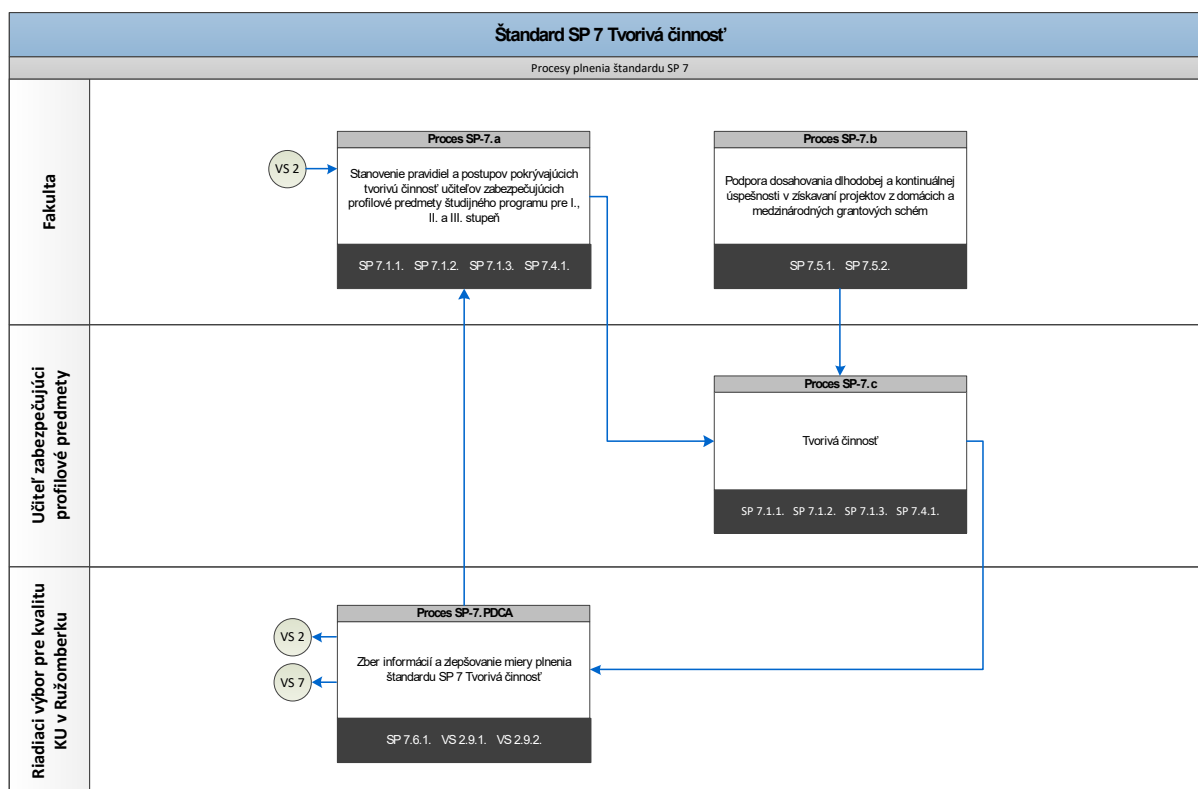 Štandard SP 7 Tvorivá činnosť
Procesy plnenia štandardu SP 7
Fakulta
VS 2
Proces SP-7. a
Stanovenie pravidiel a postupov pokrývajúcich
tvorivú činnosť učiteľov zabezpečujúcich
profilové predmety študijného programu pre I.,
II. a III. stupeň
SP 7.1.1. SP 7.1.2. SP 7.1.3. SP 7.4.1.
Proces SP-7. b
Podpora dosahovania dlhodobej a kontinuálnej
úspešnosti v získavaní projektov z domácich a
medzinárodných grantových schém
SP 7.5.1. SP 7.5.2.
Učiteľ zabezpečujúci
profilové predmety
Proces SP-7. c
Tvorivá činnosť
SP 7.1.1. SP 7.1.2. SP 7.1.3. SP 7.4.1.
Riadiaci výbor pre kvalitu
KU v Ružomberku
VS 2
VS 7
Proces SP-7. PDCA
Zber informácií a zlepšovanie miery plnenia
štandardu SP 7 Tvorivá činnosť
SP 7.6.1. VS 2.9.1. VS 2.9.2.